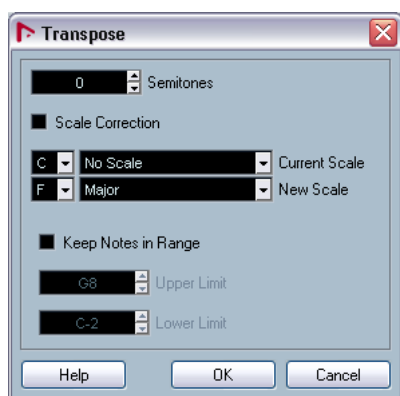 Transpose
0 Semitones
Scale Correction
C No Scale Current Scale
F Major New Scale
Keep Notes in Range
G8 Upper Limit
C-2 Lower Limit
Help OK Cancel